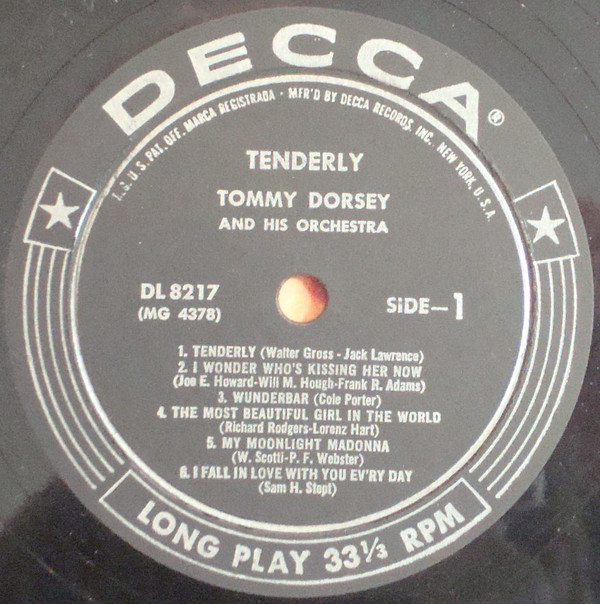 DECCA®
T.S. U.S. PAT. OFF. MARCA REGISTRADA · MFR'D BY DECCA RECORDS, INC., NEW YORK, U.S.A.
TENDERLY
TOMMY DORSEY
AND HIS ORCHESTRA
DL 8217
(MG 4378)
SiDE—1
1. TENDERLY (Walter Gross - Jack Lawrence)
2. I WONDER WHO'S KISSING HER NOW
(Joe E. Howard-Will M. Hough-Frank R. Adams)
3. WUNDERBAR (Cole Porter)
4. THE MOST BEAUTIFUL GIRL IN THE WORLD
(Richard Rodgers-Lorenz Hart)
5. MY MOONLIGHT MADONNA
(W. Scotti-P. F. Webster)
6. I FALL IN LOVE WITH YOU EV'RY DAY
(Sam H. Stept)
LONG PLAY 33⅓ RPM